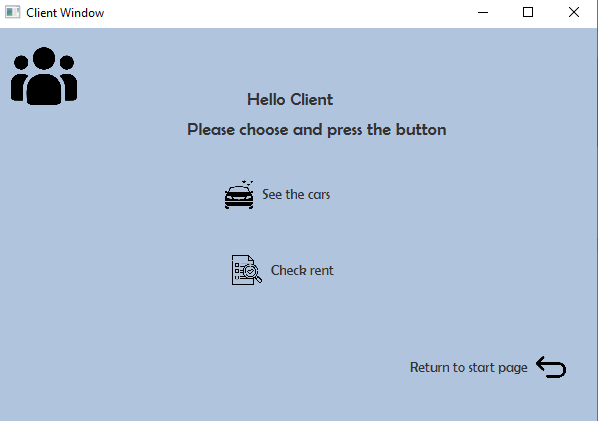 Client Window
Hello Client
Please choose and press the button
See the cars
Check rent
Return to start page